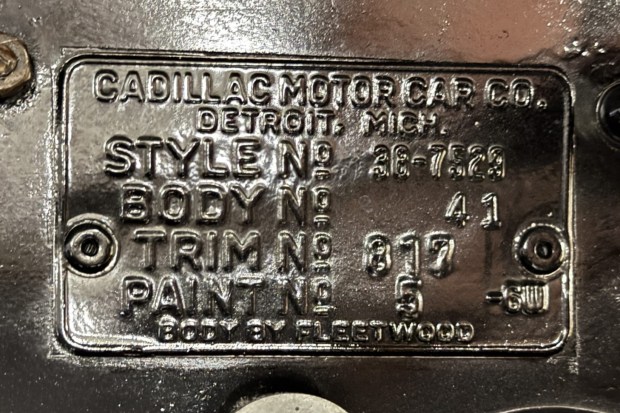 CADILLAC MOTOR CAR CO.
DETROIT, MICH.
STYLE No 38-7529
BODY No 41
TRIM No 817
PAINT No 5 -6W
BODY BY FLEETWOOD